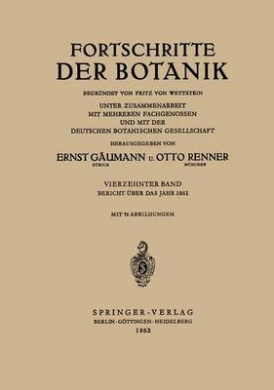 FORTSCHRITTE
DER BOTANIK
BEGRÜNDET VON FRITZ VON WETTSTEIN
UNTER ZUSAMMENARBEIT
MIT MEHREREN FACHGENOSSEN
UND MIT DER
DEUTSCHEN BOTANISCHEN GESELLSCHAFT
HERAUSGEGEBEN VON
ERNST GÄUMANN U. OTTO RENNER
ZÜRICH MÜNCHEN
VIERZEHNTER BAND
BERICHT ÜBER DAS JAHR 1951
MIT ABBILDUNGEN
SPRINGER-VERLAG
BERLIN · GÖTTINGEN · HEIDELBERG
1953